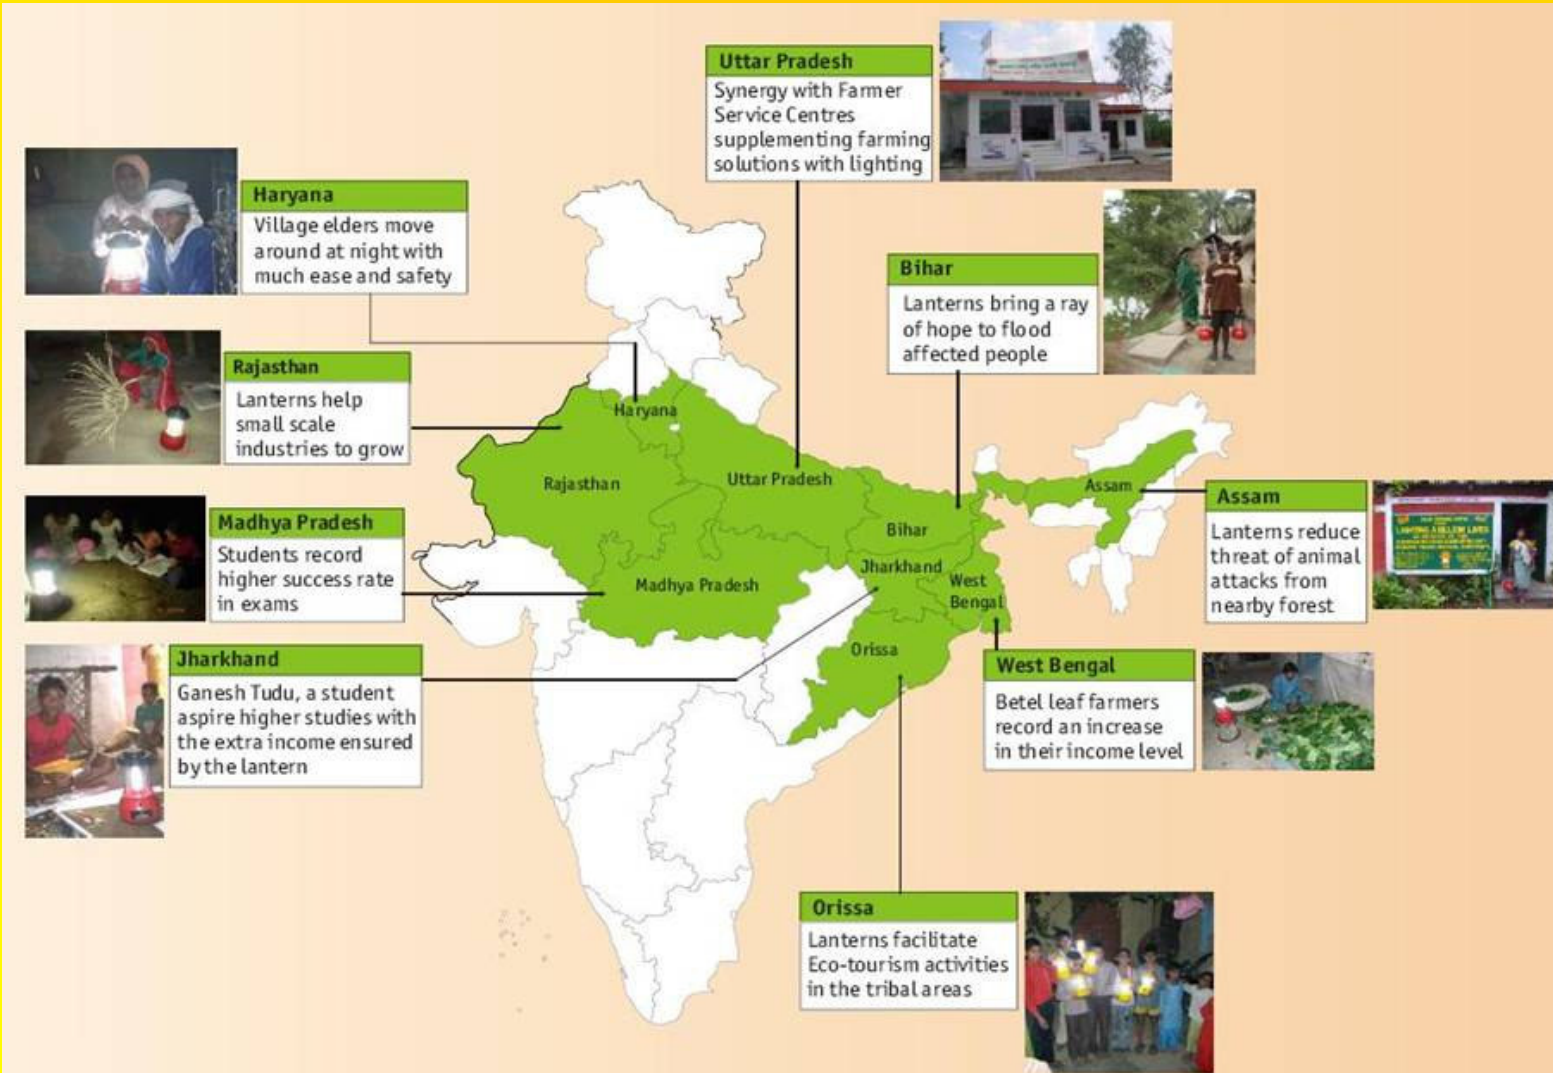 Uttar Pradesh
Synergy with Farmer
Service Centres
supplementing farming
solutions with lighting
Haryana
Village elders move
around at night with
much ease and safety
Bihar
Lanterns bring a ray
of hope to flood
affected people
Rajasthan
Lanterns help
small scale
industries to grow
Madhya Pradesh
Students record
higher success rate
in exams
Jharkhand
Ganesh Tudu, a student
aspire higher studies with
the extra income ensured
by the lantern
Haryana
Rajasthan
Uttar Pradesh
Bihar
Jharkhand
West
Bengal
Madhya Pradesh
Orissa
Assam
Assam
Lanterns reduce
threat of animal
attacks from
nearby forest
LIGHTING A BILLION LIVES
West Bengal
Betel leaf farmers
record an increase
in their income level
Orissa
Lanterns facilitate
Eco-tourism activities
in the tribal areas